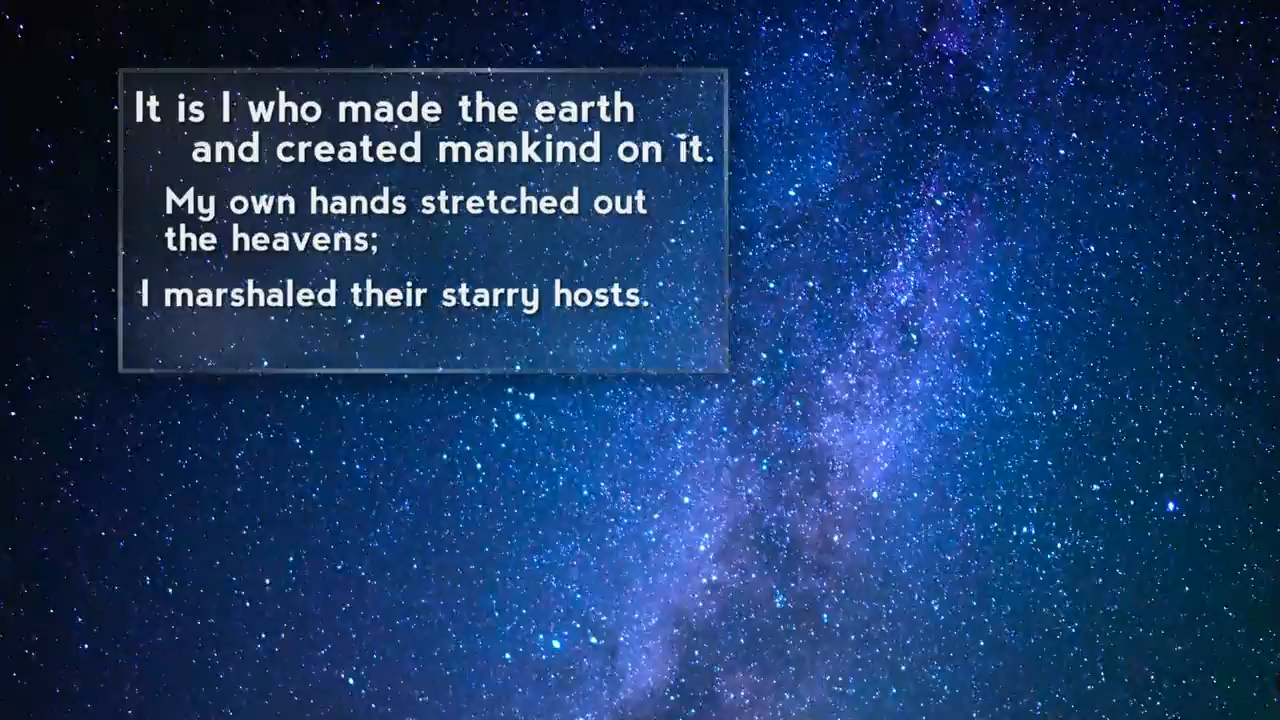 It is I who made the earth
and created mankind on it.
My own hands stretched out
the heavens;
I marshaled their starry hosts.